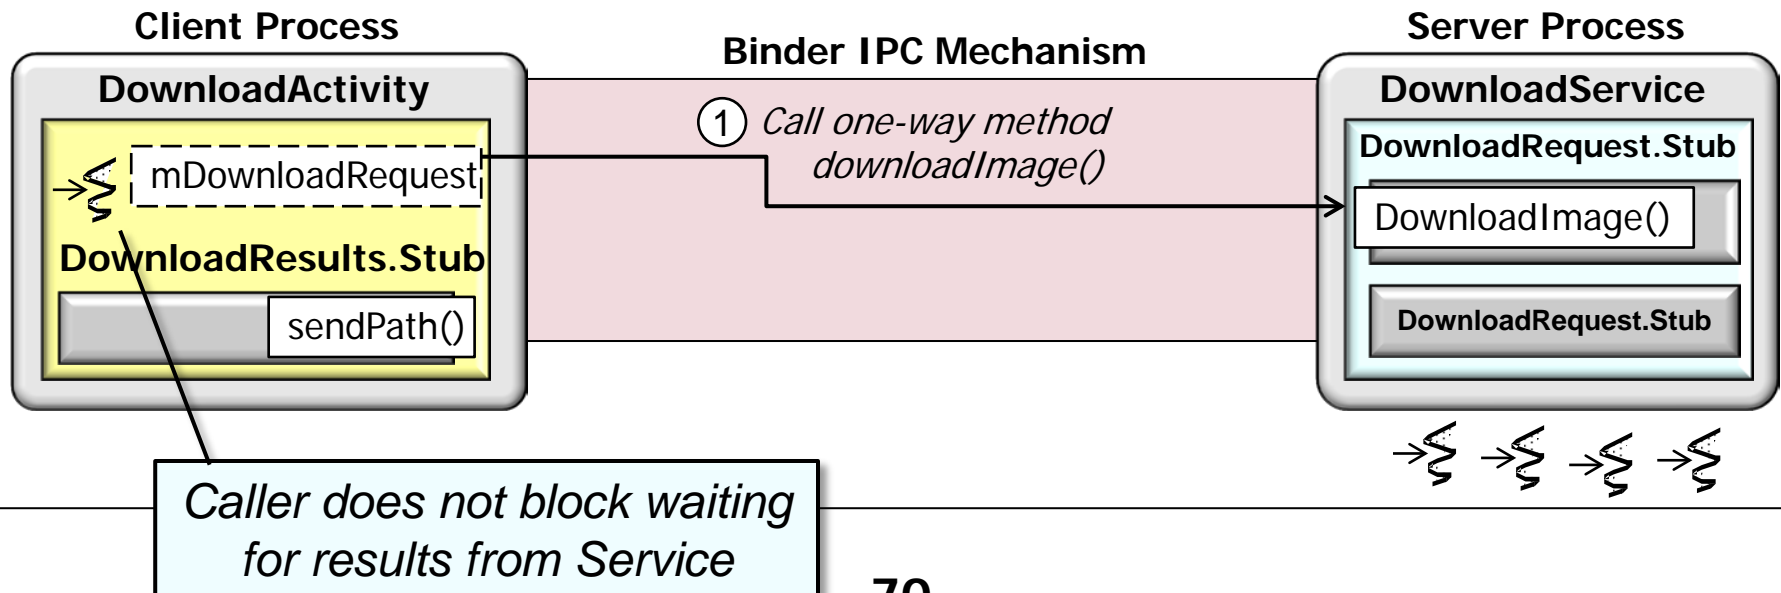 Client Process
Binder IPC Mechanism
Server Process
DownloadActivity
mDownloadRequest
DownloadResults.Stub
sendPath()
1 Call one-way method
downloadImage()
DownloadService
DownloadRequest.Stub
DownloadImage()
DownloadRequest.Stub
Caller does not block waiting
for results from Service